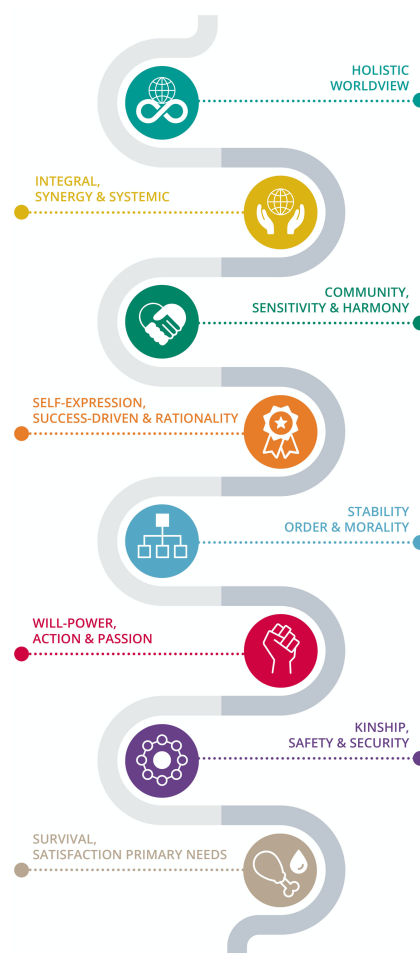 HOLISTIC
WORLDVIEW
INTEGRAL,
SYNERGY & SYSTEMIC
COMMUNITY,
SENSITIVITY & HARMONY
SELF-EXPRESSION,
SUCCESS-DRIVEN & RATIONALITY
STABILITY
ORDER & MORALITY
WILL-POWER,
ACTION & PASSION
KINSHIP,
SAFETY & SECURITY
SURVIVAL,
SATISFACTION PRIMARY NEEDS